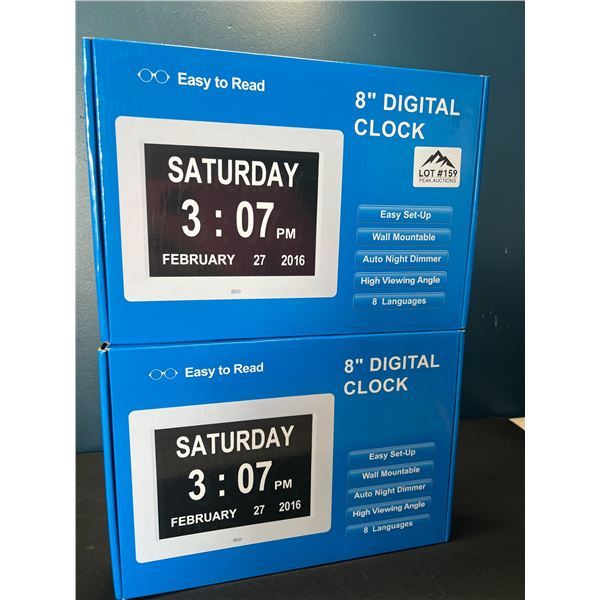 Easy to Read
8" DIGITAL
CLOCK
LOT #159
PEAK AUCTIONS
SATURDAY
3 : 07 PM
FEBRUARY 27 2016
Easy Set-Up
Wall Mountable
Auto Night Dimmer
High Viewing Angle
8 Languages
Easy to Read
8" DIGITAL
CLOCK
SATURDAY
3 : 07 PM
FEBRUARY 27 2016
Easy Set-Up
Wall Mountable
Auto Night Dimmer
High Viewing Angle
8 Languages